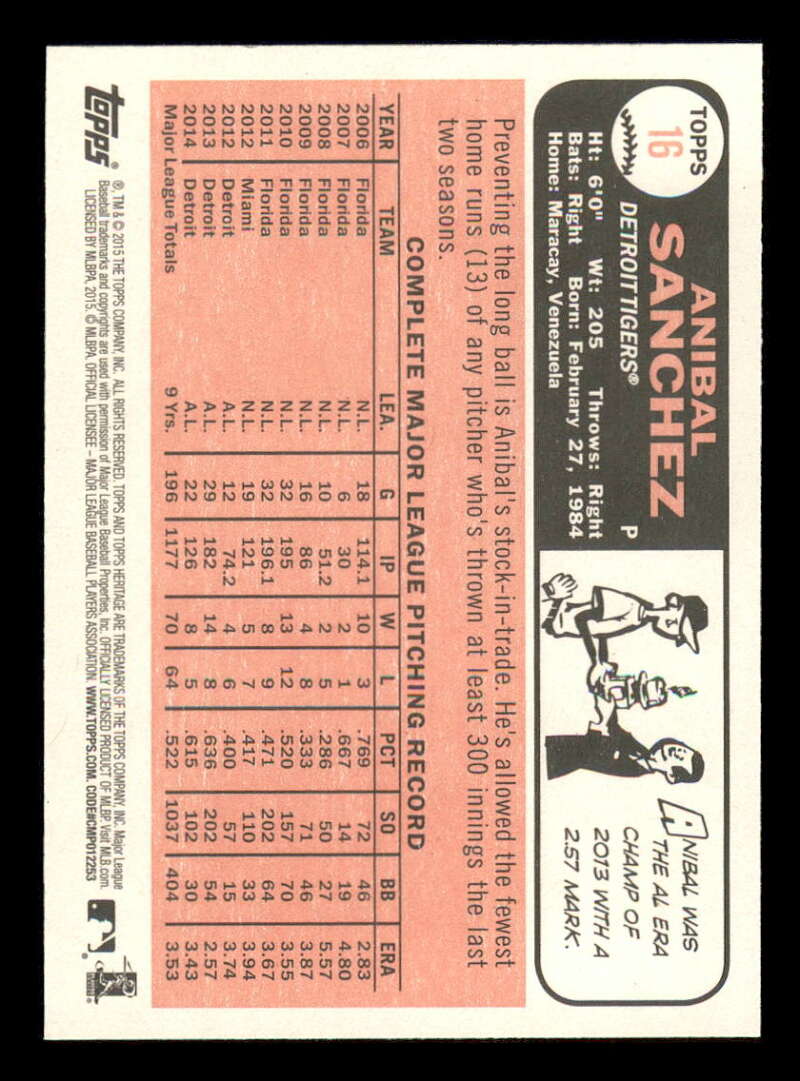 TOPPS
16
ANIBAL
SANCHEZ
DETROIT TIGERS® P
Ht: 6'0" Wt: 205 Throws: Right
Bats: Right Born: February 27, 1984
Home: Maracay, Venezuela
ANIBAL WAS
THE AL ERA
CHAMP OF
2013 WITH A
2.57 MARK.
Preventing the long ball is Anibal's stock-in-trade. He's allowed the fewest
home runs (13) of any pitcher who's thrown at least 300 innings the last
two seasons.
COMPLETE MAJOR LEAGUE PITCHING RECORD
YEAR TEAM LEA. G IP W L PCT SO BB ERA
2006 Florida N.L. 18 114.1 10 3 .769 72 46 2.83
2007 Florida N.L. 6 30 2 1 .667 14 19 4.80
2008 Florida N.L. 10 51.2 2 5 .286 50 27 5.57
2009 Florida N.L. 16 86 4 8 .333 71 46 3.87
2010 Florida N.L. 32 195 13 12 .520 157 70 3.55
2011 Florida N.L. 32 196.1 8 9 .471 202 64 3.67
2012 Miami N.L. 19 121 5 7 .417 110 33 3.94
2012 Detroit A.L. 12 74.2 4 6 .400 57 15 3.74
2013 Detroit A.L. 29 182 14 8 .636 202 54 2.57
2014 Detroit A.L. 22 126 8 5 .615 102 30 3.43
Major League Totals 9 Yrs. 196 1177 70 64 .522 1037 404 3.53
topps®
®, TM & © 2015 THE TOPPS COMPANY, INC. ALL RIGHTS RESERVED. TOPPS AND TOPPS HERITAGE ARE TRADEMARKS OF THE TOPPS COMPANY, INC. Major League
Baseball trademarks and copyrights are used with permission of Major League Baseball Properties, Inc. OFFICIALLY LICENSED PRODUCT OF MLBP. Visit MLB.com.
LICENSED BY MLBPA, 2015. © MLBPA, OFFICIAL LICENSEE – MAJOR LEAGUE BASEBALL PLAYERS ASSOCIATION. WWW.TOPPS.COM. CODE#CMP012253